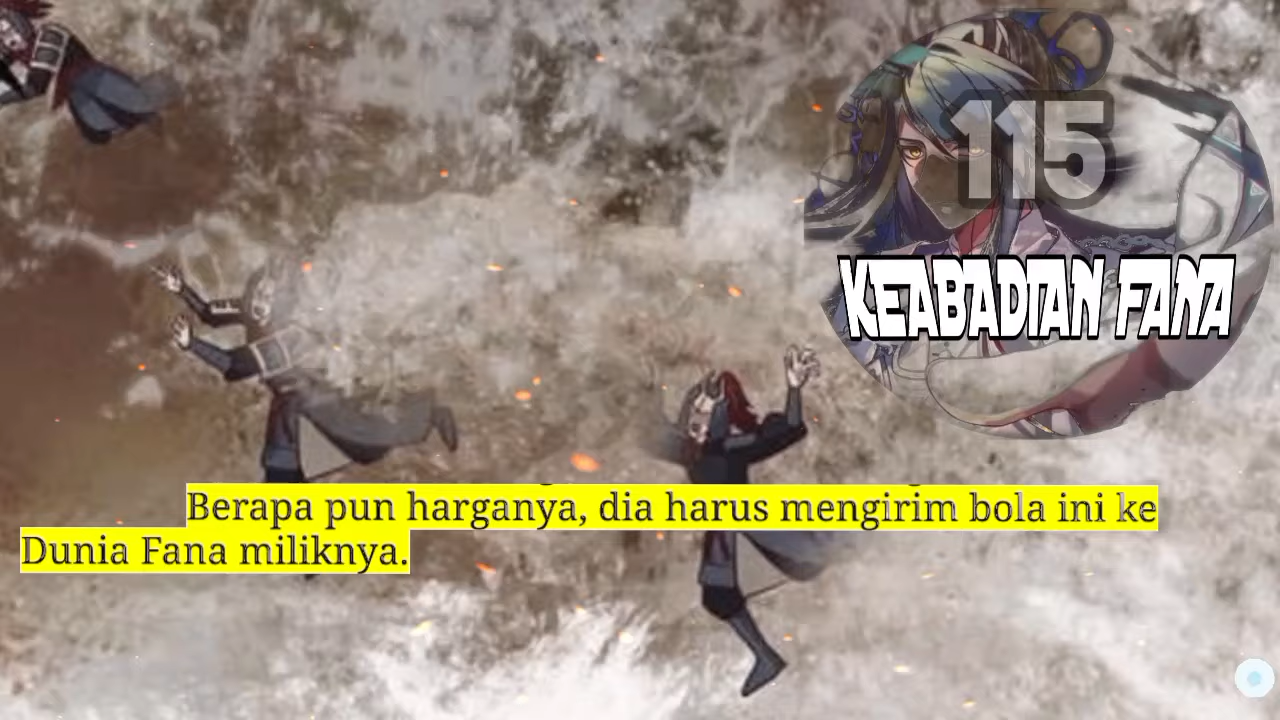 115
KEABADIAN FANA
Berapa pun harganya, dia harus mengirim bola ini ke
Dunia Fana miliknya.